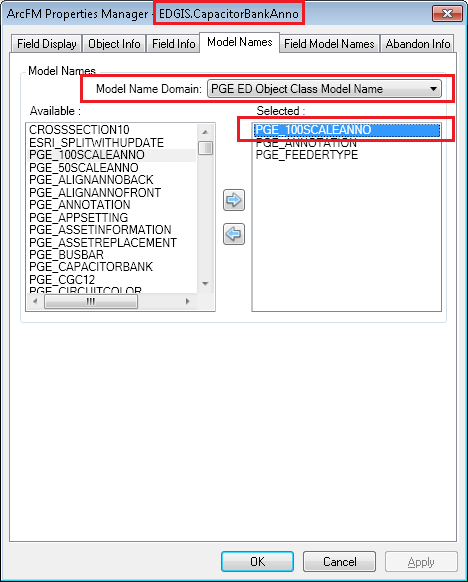 ArcFM Properties Manager - EDGIS.CapacitorBankAnno
Field Display Object Info Field Info Model Names Field Model Names Abandon Info
Model Names
Model Name Domain: PGE ED Object Class Model Name
Available : Selected :
CROSSSECTION10
ESRI_SPLITWITHUPDATE
PGE_100SCALEANNO
PGE_50SCALEANNO
PGE_ALIGNANNOBACK
PGE_ALIGNANNOFRONT
PGE_ANNOTATION
PGE_APPSETTING
PGE_ASSETINFORMATION
PGE_ASSETREPLACEMENT
PGE_BUSBAR
PGE_CAPACITORBANK
PGE_CGC12
PGE_CIRCUITCOLOR
PGE_100SCALEANNO
PGE_ANNOTATION
PGE_FEEDERTYPE
OK Cancel Apply